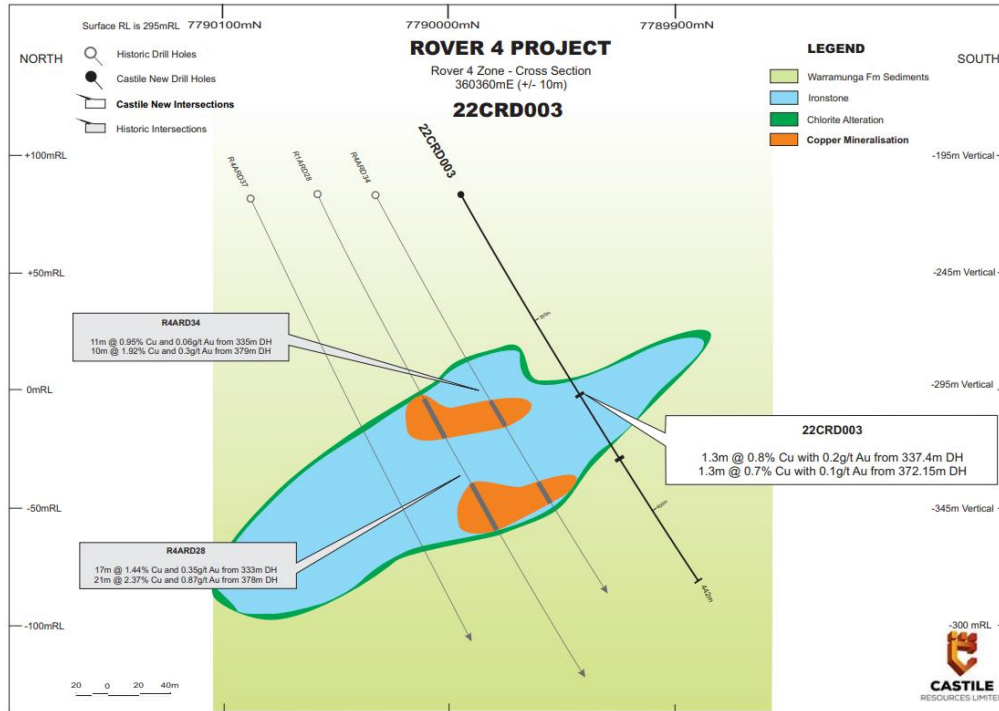 Surface RL is 295mRL
7790100mN
7790000mN
7789900mN
NORTH
SOUTH
Historic Drill Holes
Castile New Drill Holes
Castile New Intersections
Historic Intersections
ROVER 4 PROJECT
Rover 4 Zone - Cross Section
360360mE (+/- 10m)
22CRD003
LEGEND
Warramunga Fm Sediments
Ironstone
Chlorite Alteration
Copper Mineralisation
R4ARD37
R1ARD28
R4ARD34
22CRD003
+100mRL
-195m Vertical
+50mRL
-245m Vertical
R4ARD34
11m @ 0.95% Cu and 0.06g/t Au from 335m DH
10m @ 1.92% Cu and 0.3g/t Au from 379m DH
0mRL
-295m Vertical
22CRD003
1.3m @ 0.8% Cu with 0.2g/t Au from 337.4m DH
1.3m @ 0.7% Cu with 0.1g/t Au from 372.15m DH
-50mRL
-345m Vertical
R4ARD28
17m @ 1.44% Cu and 0.35g/t Au from 333m DH
21m @ 2.37% Cu and 0.87g/t Au from 378m DH
442m
-100mRL
-300 mRL
20 0 20 40m
CASTILE
RESOURCES LIMITED